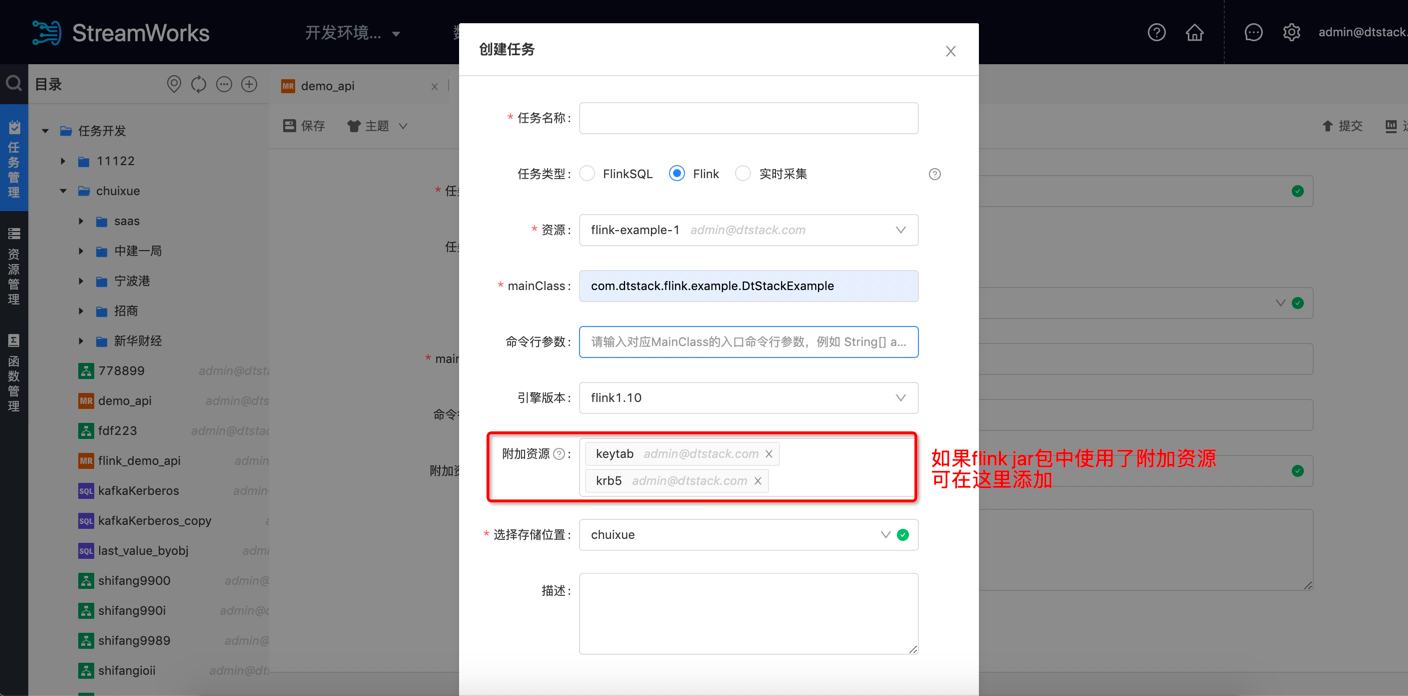 StreamWorks
开发环境...
admin@dtstack.
目录
demo_api
保存
主题
提交
任务管理
资源管理
函数管理
任务开发
11122
chuixue
saas
中建一局
宁波港
招商
新华财经
778899 admin@dtsta
demo_api admin@dts
fdf223 admin@dtstac
flink_demo_api admin
kafkaKerberos admin
kafkaKerberos_copy a
last_value_byobj admi
shifang9900 admin@
shifang990i admin@d
shifang9989 admin@
shifangioii admin@dt
创建任务
* 任务名称:
任务类型: FlinkSQL Flink 实时采集
* 资源: flink-example-1 admin@dtstack.com
* mainClass: com.dtstack.flink.example.DtStackExample
命令行参数: 请输入对应MainClass的入口命令行参数，例如 String[] a...
引擎版本: flink1.10
附加资源: keytab admin@dtstack.com
krb5 admin@dtstack.com
* 选择存储位置: chuixue
描述:
如果flink jar包中使用了附加资源
可在这里添加